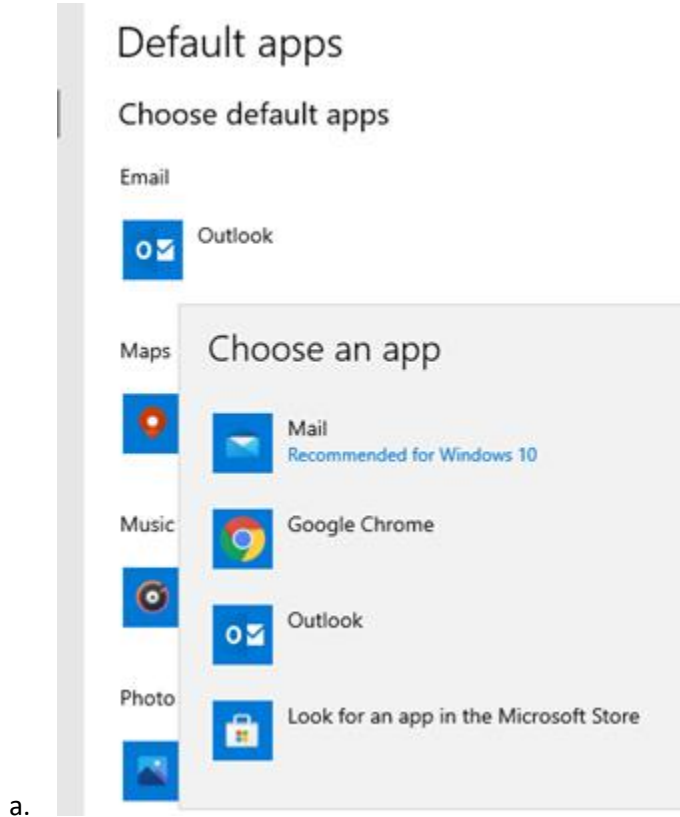 Default apps
Choose default apps
Email
Outlook
Maps
Choose an app
Mail
Recommended for Windows 10
Music
Google Chrome
Outlook
Photo
Look for an app in the Microsoft Store
a.